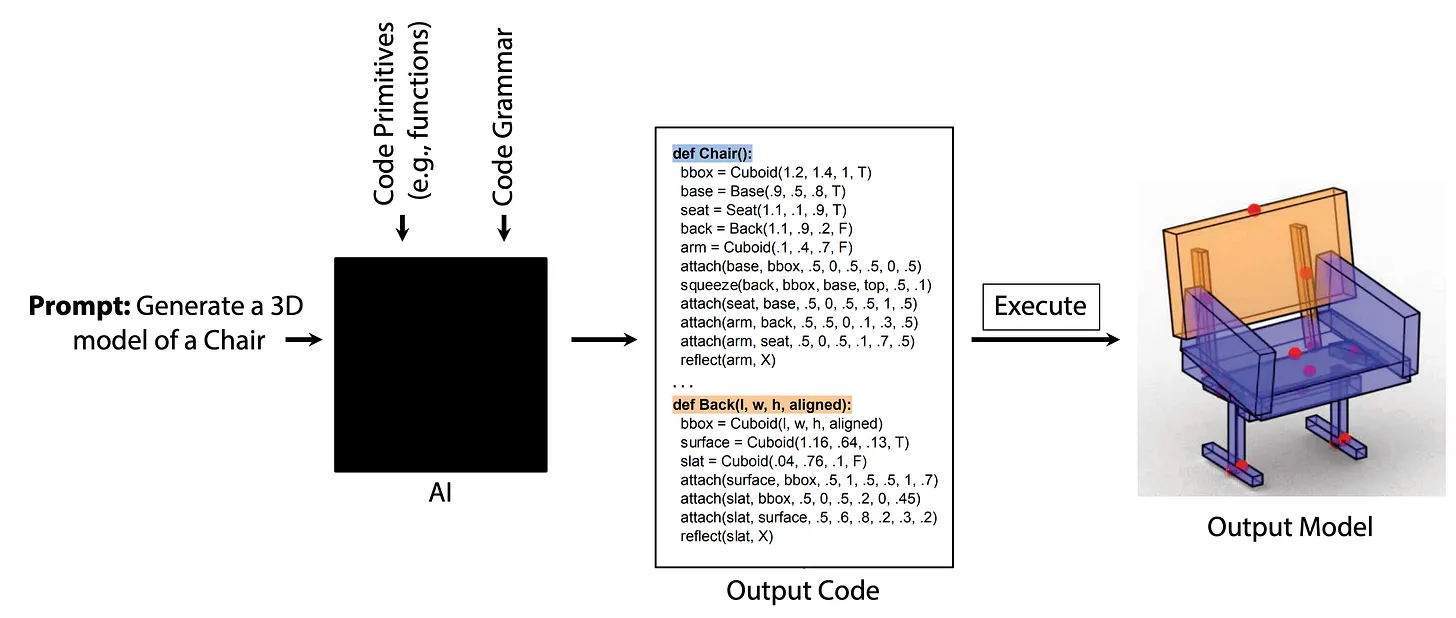 Code Primitives
(e.g., functions)
Code Grammar
Prompt: Generate a 3D
model of a Chair
AI
def Chair():
bbox = Cuboid(1.2, 1.4, 1, T)
base = Base(.9, .5, .8, T)
seat = Seat(1.1, .1, .9, T)
back = Back(1.1, .9, .2, F)
arm = Cuboid(.1, .4, .7, F)
attach(base, bbox, .5, 0, .5, .5, 0, .5)
squeeze(back, bbox, base, top, .5, .1)
attach(seat, base, .5, 0, .5, .5, 1, .5)
attach(arm, back, .5, .5, 0, .1, .3, .5)
attach(arm, seat, .5, 0, .5, .1, .7, .5)
reflect(arm, X)
. . .
def Back(l, w, h, aligned):
bbox = Cuboid(l, w, h, aligned)
surface = Cuboid(1.16, .64, .13, T)
slat = Cuboid(.04, .76, .1, F)
attach(surface, bbox, .5, 1, .5, .5, 1, .7)
attach(slat, bbox, .5, 0, .5, .2, 0, .45)
attach(slat, surface, .5, .6, .8, .2, .3, .2)
reflect(slat, X)
Output Code
Execute
Output Model